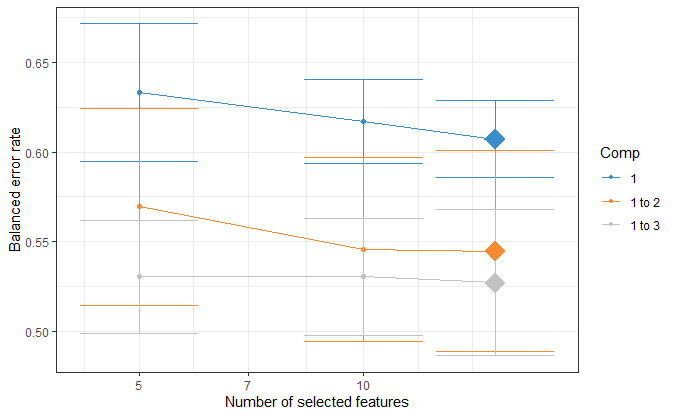 0.65
0.60
0.55
0.50
Balanced error rate
5
7
10
Number of selected features
Comp
1
1 to 2
1 to 3